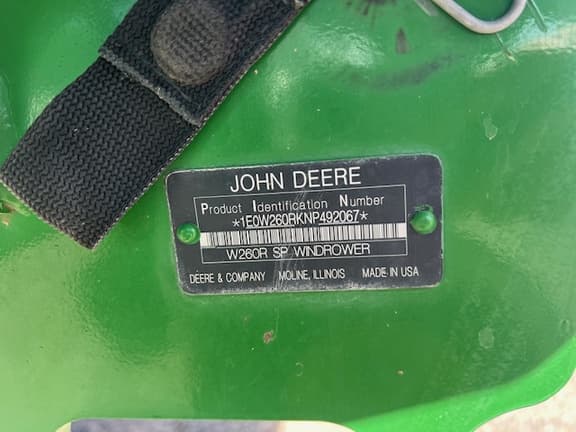 JOHN DEERE
Product Identification Number
*1E0W260RKNP492067*
W260R SP WINDROWER
DEERE & COMPANY MOLINE, ILLINOIS MADE IN USA